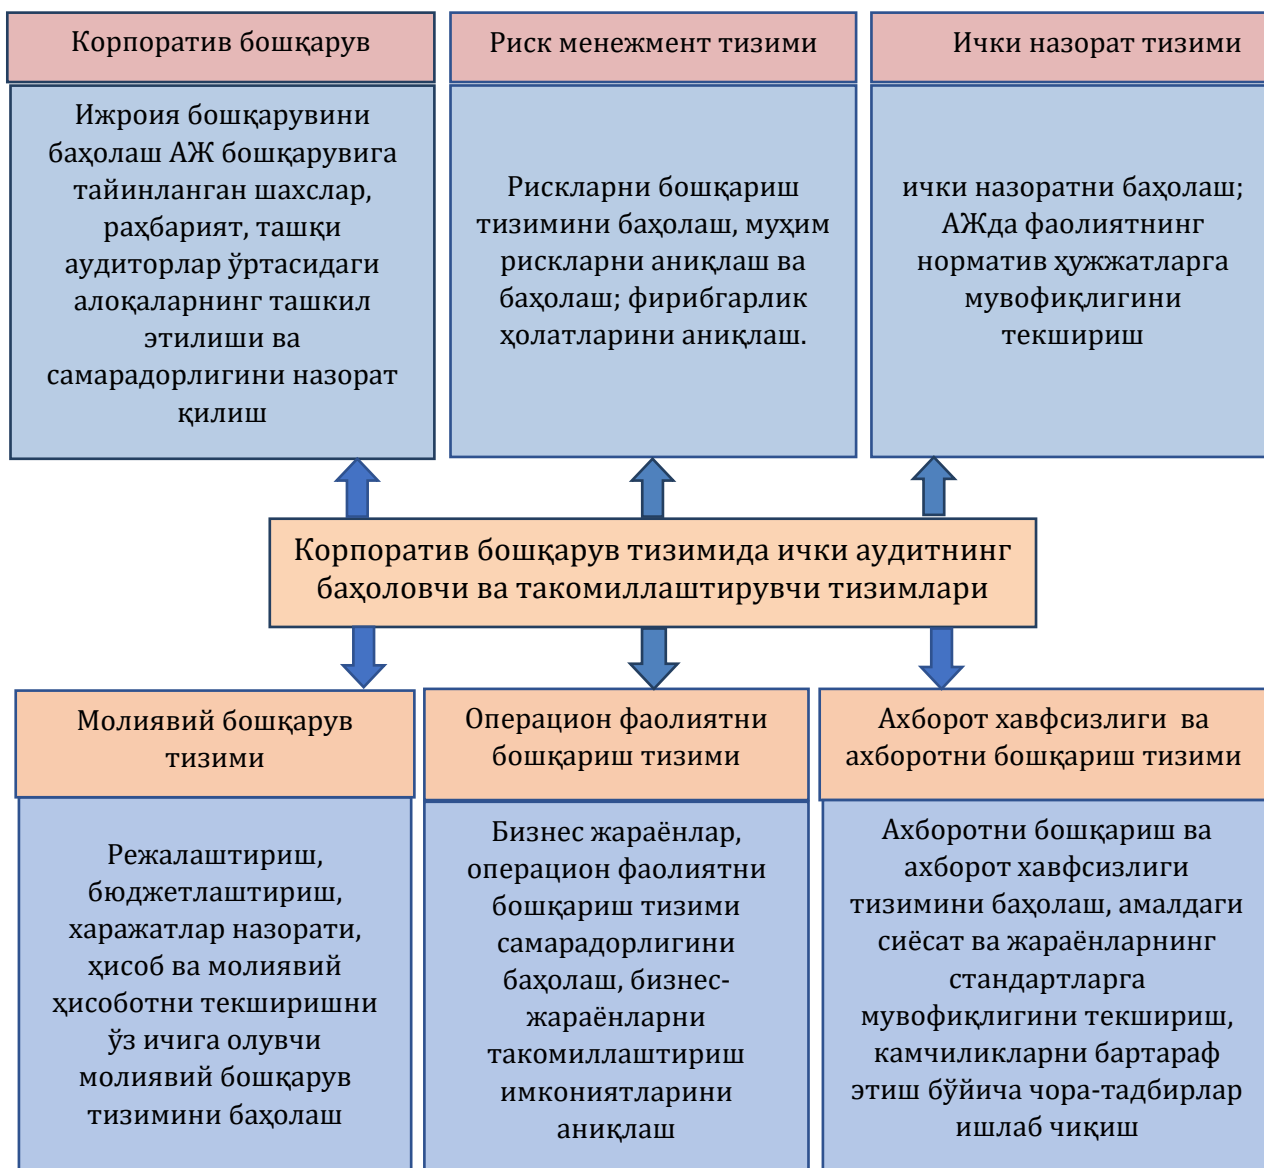 Корпоратив бошқарув
Ижроия бошқарувини
баҳолаш АЖ бошқарувига
тайинланган шахслар,
раҳбарият, ташқи
аудиторлар ўртасидаги
алоқаларнинг ташкил
этилиши ва
самарадорлигини назорат
қилиш
Риск менежмент тизими
Рискларни бошқариш
тизимини баҳолаш, муҳим
рискларни аниқлаш ва
баҳолаш; фирибгарлик
ҳолатларини аниқлаш.
Ички назорат тизими
ички назоратни баҳолаш;
АЖда фаолиятнинг
норматив ҳужжатларга
мувофиқлигини
текшириш
Корпоратив бошқарув тизимида ички аудитнинг
баҳоловчи ва такомиллаштирувчи тизимлари
Молиявий бошқарув
тизими
Режалаштириш,
бюджетлаштириш,
харажатлар назорати,
ҳисоб ва молиявий
ҳисоботни текширишни
ўз ичига олувчи
молиявий бошқарув
тизимини баҳолаш
Операцион фаолиятни
бошқариш тизими
Бизнес жараёнлар,
операцион фаолиятни
бошқариш тизими
самарадорлигини
баҳолаш, бизнес-
жараёнларни
такомиллаштириш
имкониятларини
аниқлаш
Ахборот хавфсизлиги ва
ахборотни бошқариш тизими
Ахборотни бошқариш ва
ахборот хавфсизлиги
тизимини баҳолаш, амалдаги
сиёсат ва жараёнларнинг
стандартларга
мувофиқлигини текшириш,
камчиликларни бартараф
этиш бўйича чора-тадбирлар
ишлаб чиқиш